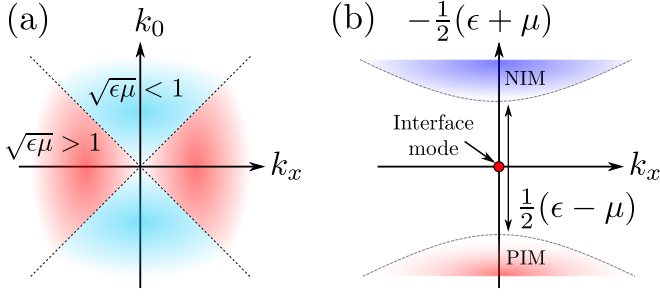 (a)
k₀
√ϵμ < 1
√ϵμ > 1
kₓ
(b)
−½(ϵ + μ)
NIM
Interface
mode
kₓ
½(ϵ − μ)
PIM